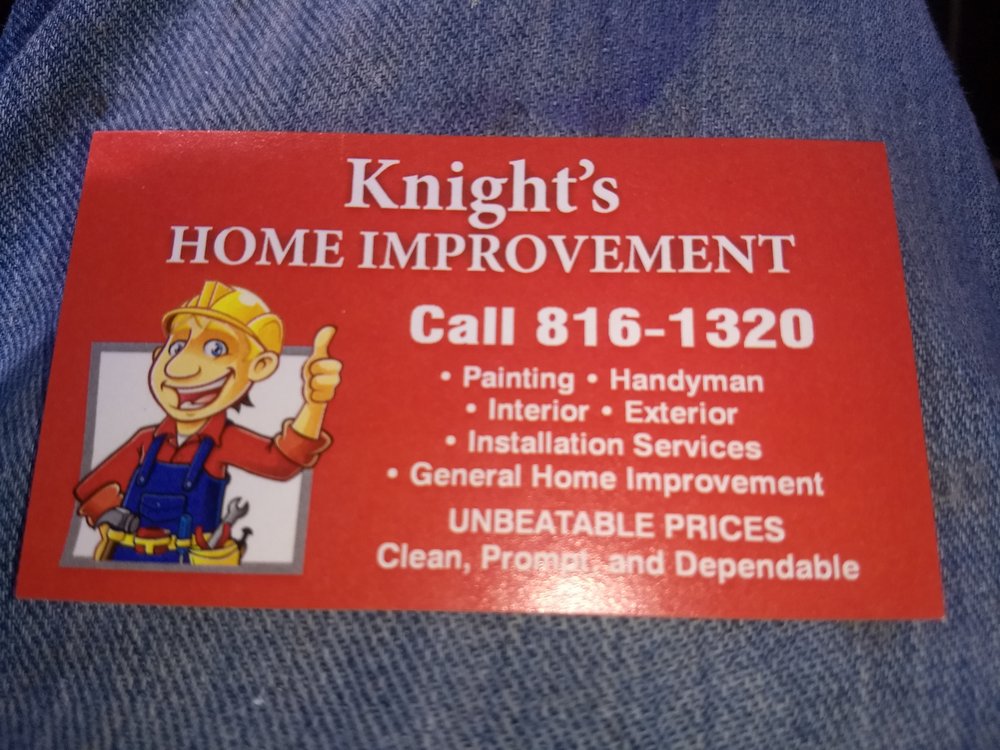 Knight's
HOME IMPROVEMENT
Call 816-1320
• Painting • Handyman
• Interior • Exterior
• Installation Services
• General Home Improvement
UNBEATABLE PRICES
Clean, Prompt, and Dependable